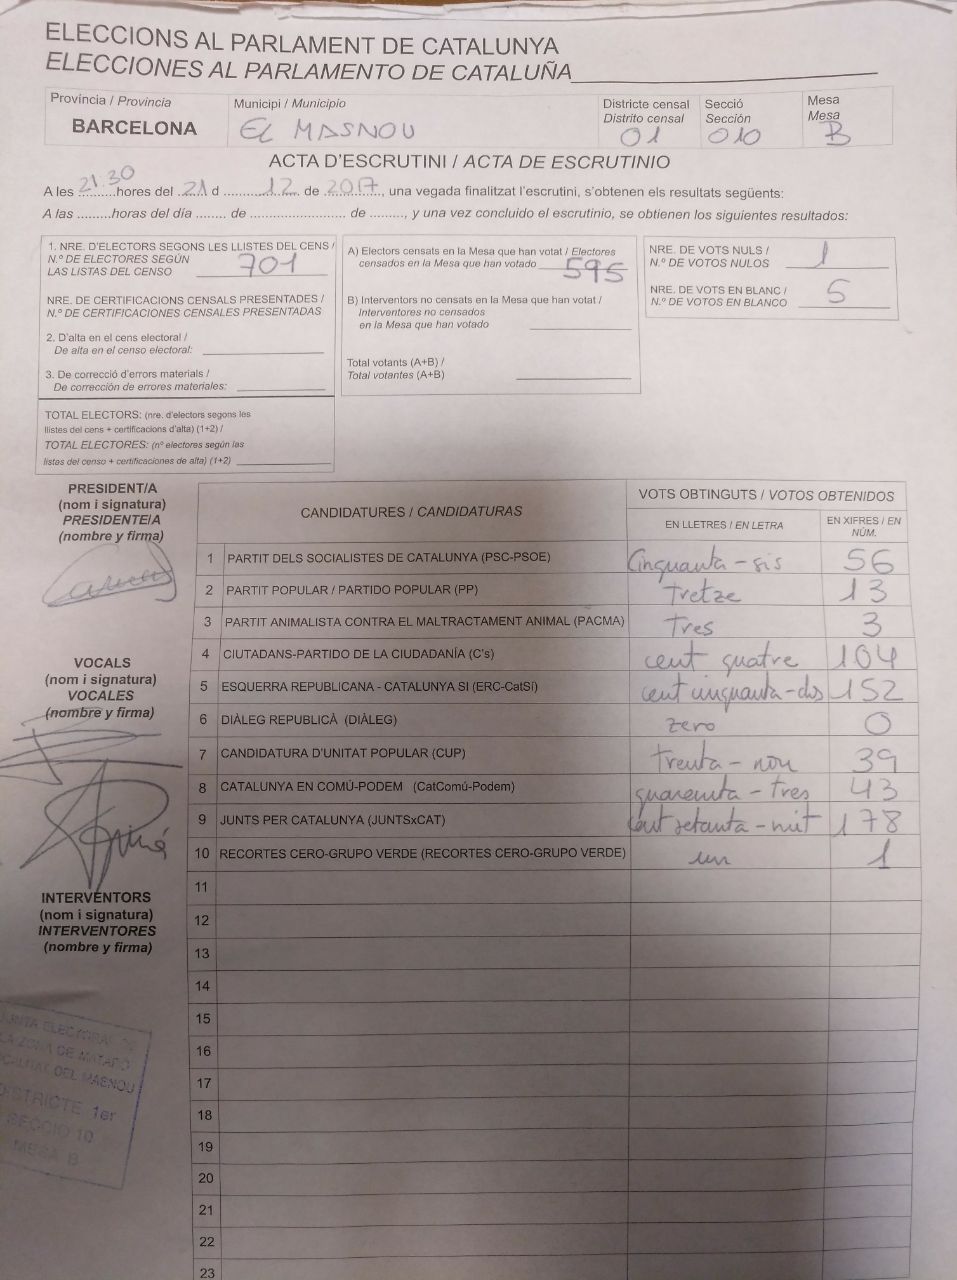 ELECCIONS AL PARLAMENT DE CATALUNYA
ELECCIONES AL PARLAMENTO DE CATALUÑA
Província / Provincia
BARCELONA
Municipi / Municipio
EL MASNOU
Districte censal
Distrito censal
01
Secció
Sección
010
Mesa
Mesa
B
ACTA D'ESCRUTINI / ACTA DE ESCRUTINIO
A les 21:30 hores del 21 d 12 de 2017, una vegada finalitzat l'escrutini, s'obtenen els resultats següents:
A las .........horas del día ........ de ........................ de ........., y una vez concluido el escrutinio, se obtienen los siguientes resultados:
1. NRE. D'ELECTORS SEGONS LES LLISTES DEL CENS /
N.º DE ELECTORES SEGÚN
LAS LISTAS DEL CENSO 701
NRE. DE CERTIFICACIONS CENSALS PRESENTADES /
N.º DE CERTIFICACIONES CENSALES PRESENTADAS
2. D'alta en el cens electoral /
De alta en el censo electoral:
3. De correcció d'errors materials /
De corrección de errores materiales:
TOTAL ELECTORS: (nre. d'electors segons les
llistes del cens + certificacions d'alta) (1+2) /
TOTAL ELECTORES: (nº electores según las
listas del censo + certificaciones de alta) (1+2)
A) Electors censats en la Mesa que han votat / Electores
censados en la Mesa que han votado 595
B) Interventors no censats en la Mesa que han votat /
Interventores no censados
en la Mesa que han votado
Total votants (A+B) /
Total votantes (A+B)
NRE. DE VOTS NULS /
N.º DE VOTOS NULOS 1
NRE. DE VOTS EN BLANC /
N.º DE VOTOS EN BLANCO 5
PRESIDENT/A
(nom i signatura)
PRESIDENTE/A
(nombre y firma)
VOCALS
(nom i signatura)
VOCALES
(nombre y firma)
INTERVENTORS
(nom i signatura)
INTERVENTORES
(nombre y firma)
JUNTA ELECTORAL DE
LA ZONA DE MATARÓ
LOCALITAT DEL MASNOU
DISTRICTE 1er
SECCIO 10
MESA B
CANDIDATURES / CANDIDATURAS
VOTS OBTINGUTS / VOTOS OBTENIDOS
EN LLETRES / EN LETRA
EN XIFRES / EN
NÚM.
1 PARTIT DELS SOCIALISTES DE CATALUNYA (PSC-PSOE) Cinquanta-sis 56
2 PARTIT POPULAR / PARTIDO POPULAR (PP) Tretze 13
3 PARTIT ANIMALISTA CONTRA EL MALTRACTAMENT ANIMAL (PACMA) Tres 3
4 CIUTADANS-PARTIDO DE LA CIUDADANÍA (C's) cent quatre 104
5 ESQUERRA REPUBLICANA - CATALUNYA SI (ERC-CatSí) cent cinquanta-dos 152
6 DIÀLEG REPUBLICÀ (DIÀLEG) zero 0
7 CANDIDATURA D'UNITAT POPULAR (CUP) trenta-nou 39
8 CATALUNYA EN COMÚ-PODEM (CatComú-Podem) quarenta-tres 43
9 JUNTS PER CATALUNYA (JUNTSxCAT) cent setanta-vuit 178
10 RECORTES CERO-GRUPO VERDE (RECORTES CERO-GRUPO VERDE) un 1
11
12
13
14
15
16
17
18
19
20
21
22
23